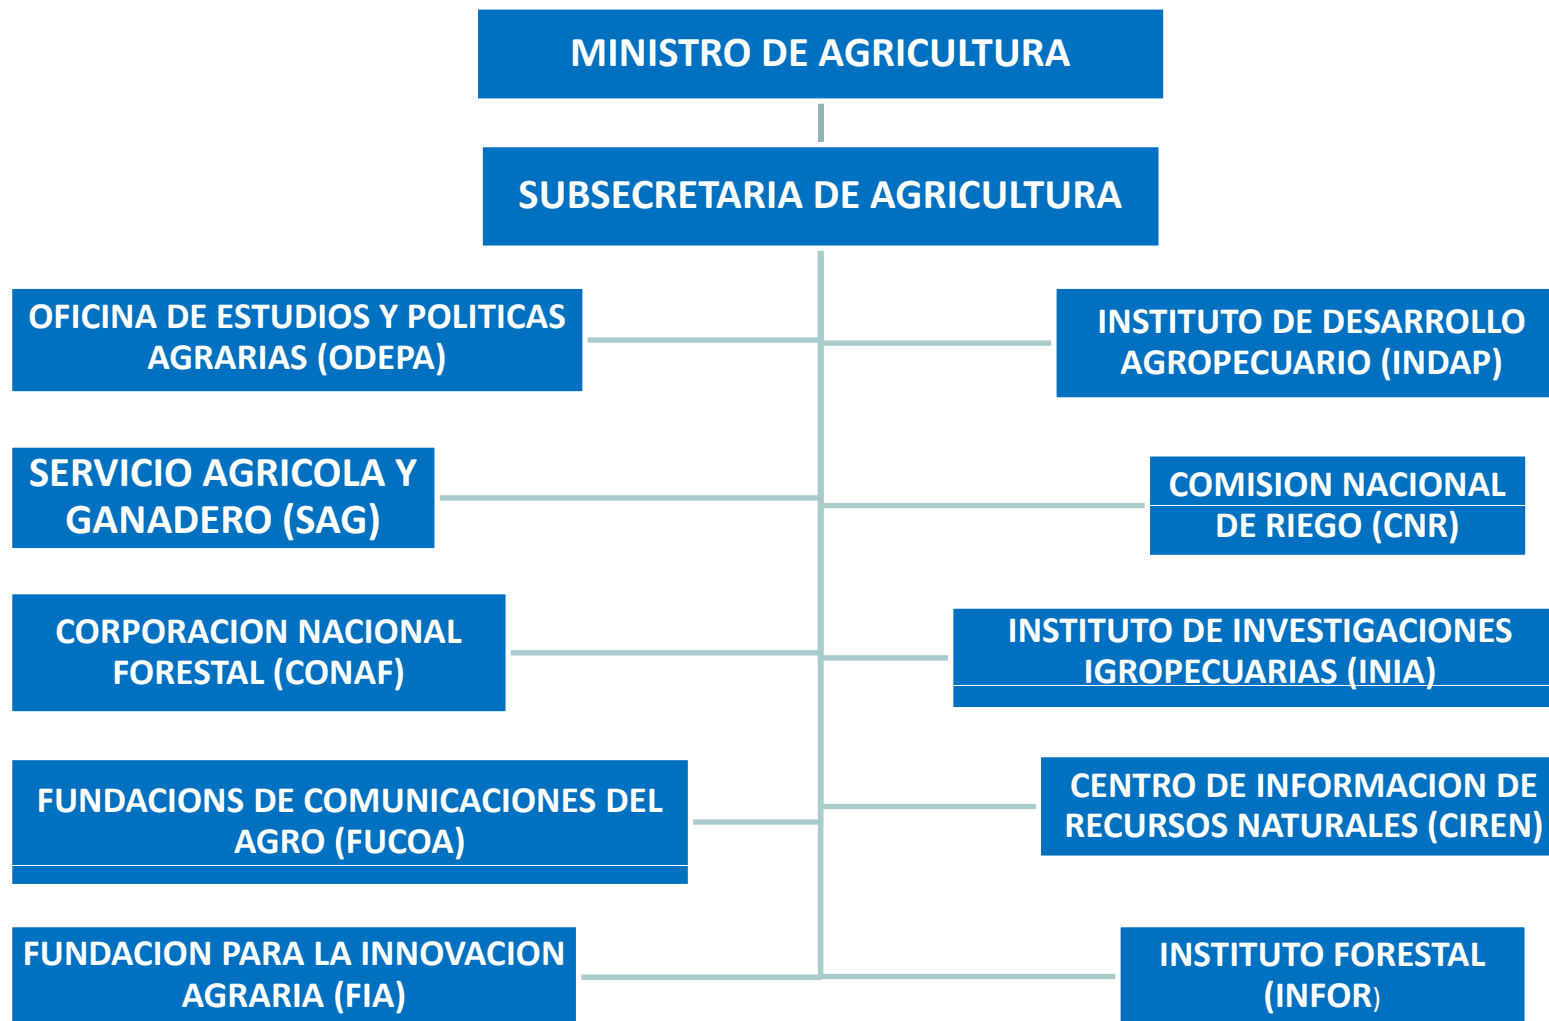 MINISTRO DE AGRICULTURA
SUBSECRETARIA DE AGRICULTURA
OFICINA DE ESTUDIOS Y POLITICAS
AGRARIAS (ODEPA)
INSTITUTO DE DESARROLLO
AGROPECUARIO (INDAP)
SERVICIO AGRICOLA Y
GANADERO (SAG)
COMISION NACIONAL
DE RIEGO (CNR)
CORPORACION NACIONAL
FORESTAL (CONAF)
INSTITUTO DE INVESTIGACIONES
IGROPECUARIAS (INIA)
FUNDACIONS DE COMUNICACIONES DEL
AGRO (FUCOA)
CENTRO DE INFORMACION DE
RECURSOS NATURALES (CIREN)
FUNDACION PARA LA INNOVACION
AGRARIA (FIA)
INSTITUTO FORESTAL
(INFOR)